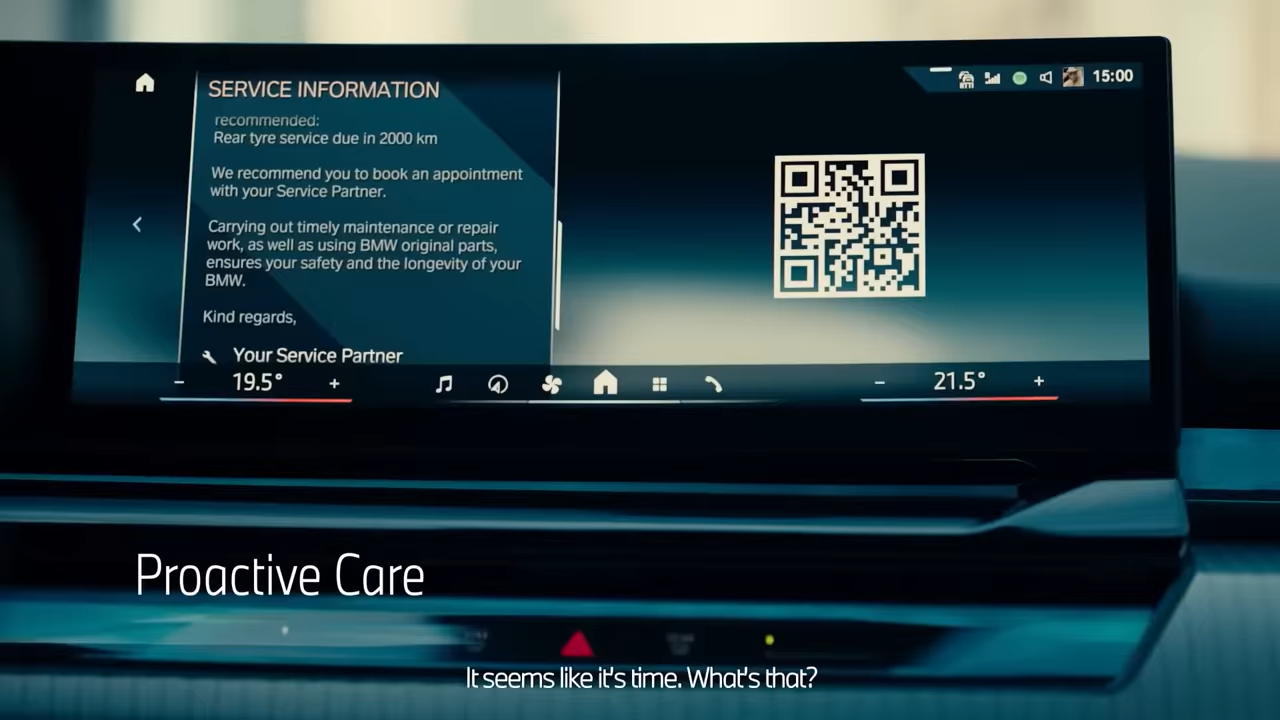 SERVICE INFORMATION
15:00
recommended:
Rear tyre service due in 2000 km
We recommend you to book an appointment
with your Service Partner.
Carrying out timely maintenance or repair
work, as well as using BMW original parts,
ensures your safety and the longevity of your
BMW.
Kind regards,
Your Service Partner
- 19.5° +
- 21.5° +
Proactive Care
It seems like it's time. What's that?